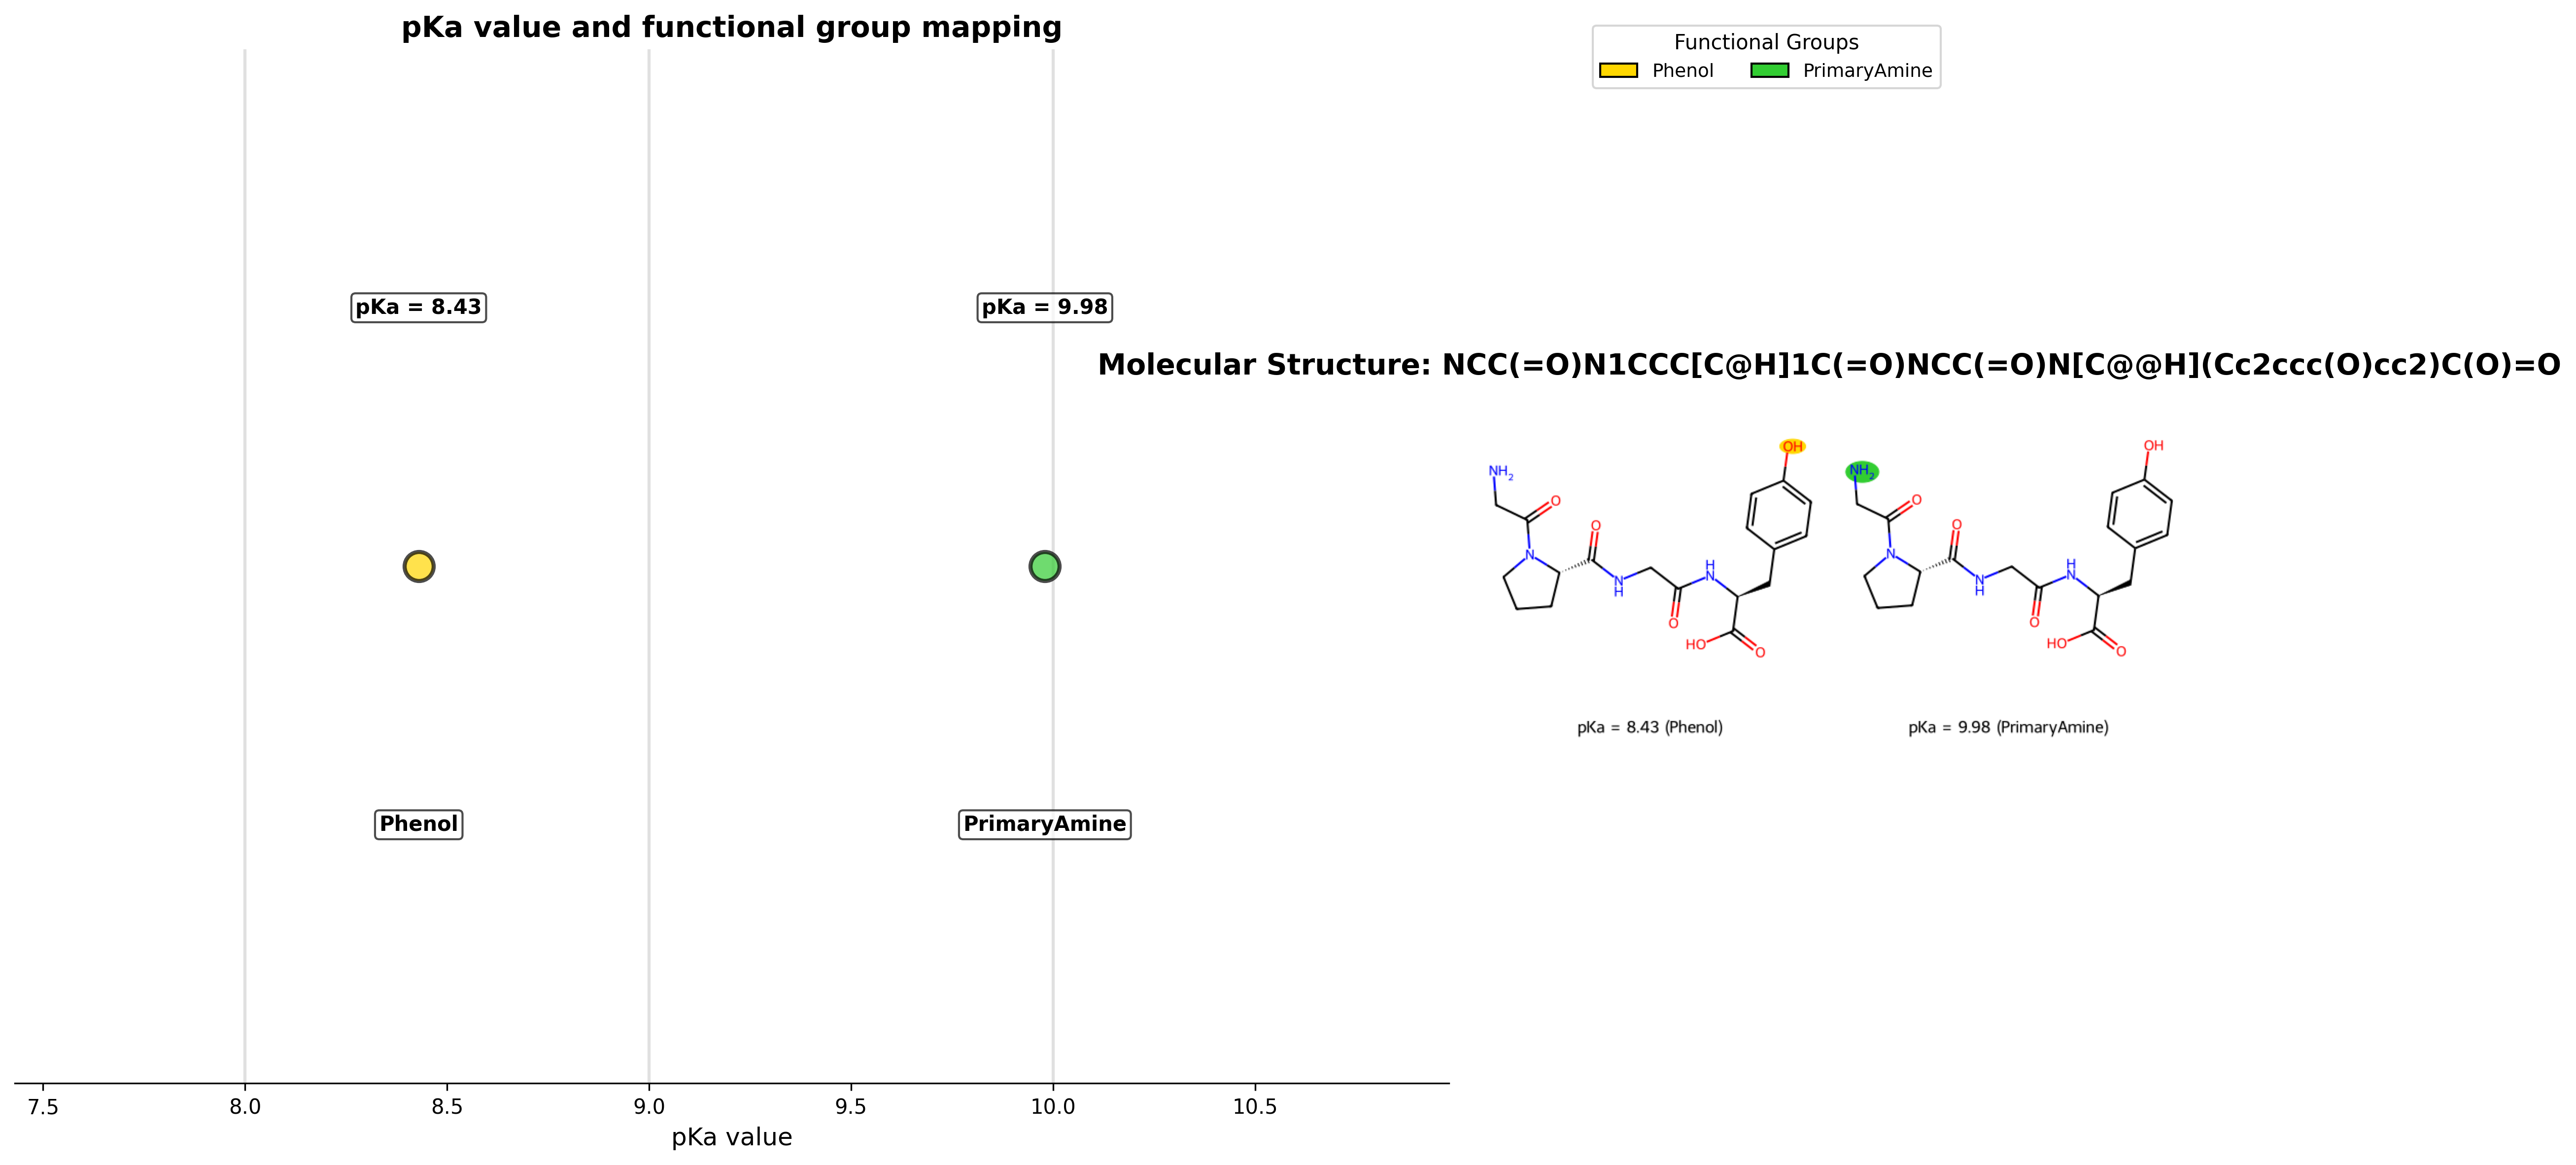 pKa value and functional group mapping
Functional Groups
Phenol PrimaryAmine
pKa = 8.43 pKa = 9.98
Molecular Structure: NCC(=O)N1CCC[C@H]1C(=O)NCC(=O)N[C@@H](Cc2ccc(O)cc2)C(O)=O
OH OH
NH2 NH2
O O
O O
N H H N H H
N N
N N
H H
O O
HO O HO O
pKa = 8.43 (Phenol) pKa = 9.98 (PrimaryAmine)
Phenol PrimaryAmine
7.5 8.0 8.5 9.0 9.5 10.0 10.5
pKa value